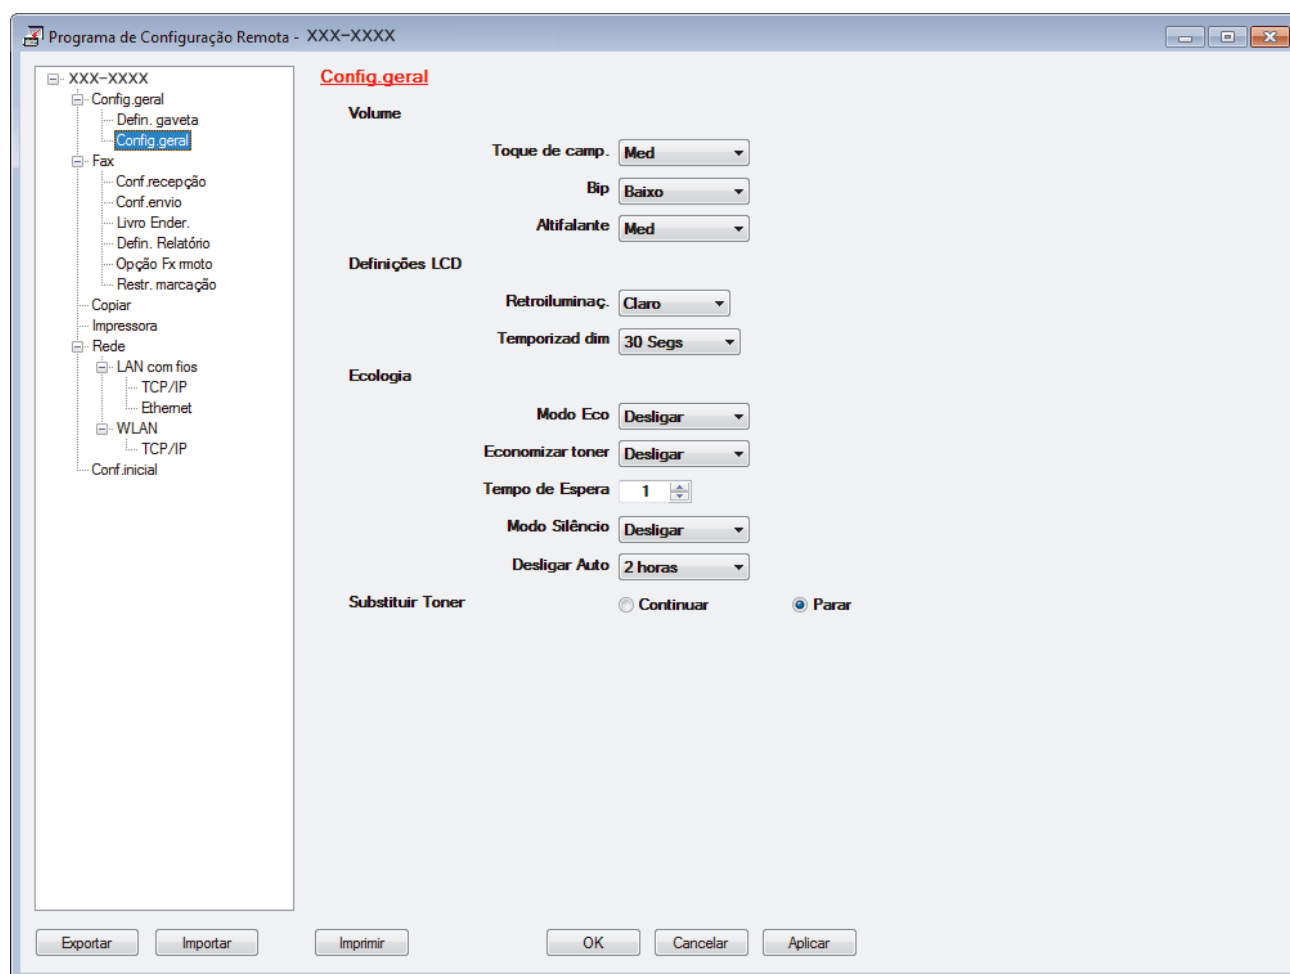 Programa de Configuração Remota - XXX-XXXX
XXX-XXXX
Config.geral
Defin. gaveta
Config.geral
Fax
Conf.recepção
Conf.envio
Livro Ender.
Defin. Relatório
Opção Fx rmoto
Restr. marcação
Copiar
Impressora
Rede
LAN com fios
TCP/IP
Ethernet
WLAN
TCP/IP
Conf.inicial
Config.geral
Volume
Toque de camp. Med
Bip Baixo
Altifalante Med
Definições LCD
Retroiluminaç. Claro
Temporizad dim 30 Segs
Ecologia
Modo Eco Desligar
Economizar toner Desligar
Tempo de Espera 1
Modo Silêncio Desligar
Desligar Auto 2 horas
Substituir Toner Continuar Parar
Exportar Importar Imprimir OK Cancelar Aplicar